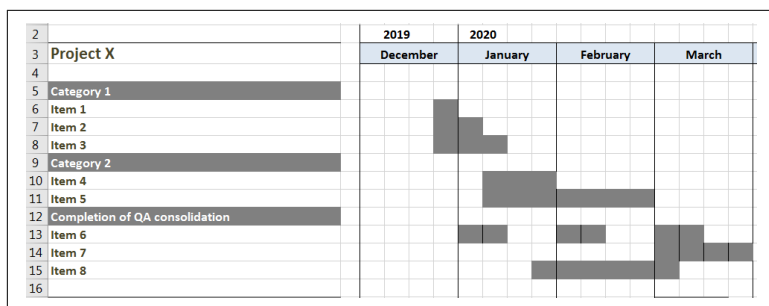 2 2019 2020
3 Project X December January February March
4
5 Category 1
6 Item 1
7 Item 2
8 Item 3
9 Category 2
10 Item 4
11 Item 5
12 Completion of QA consolidation
13 Item 6
14 Item 7
15 Item 8
16